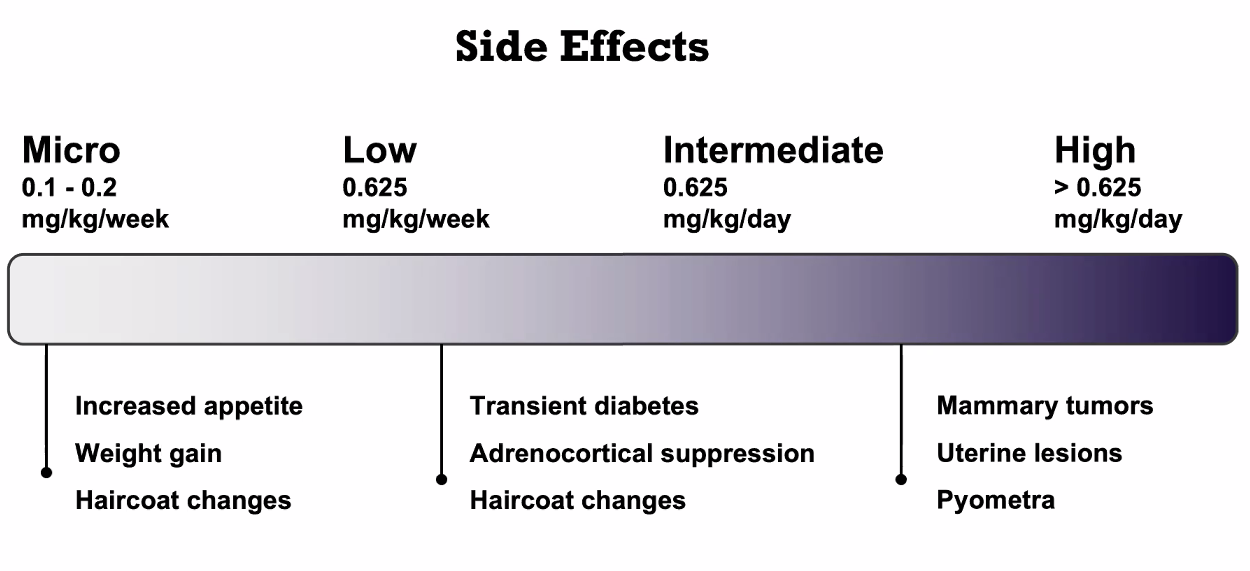 Side Effects
Micro
0.1 - 0.2
mg/kg/week
Low
0.625
mg/kg/week
Intermediate
0.625
mg/kg/day
High
> 0.625
mg/kg/day
Increased appetite
Weight gain
Haircoat changes
Transient diabetes
Adrenocortical suppression
Haircoat changes
Mammary tumors
Uterine lesions
Pyometra